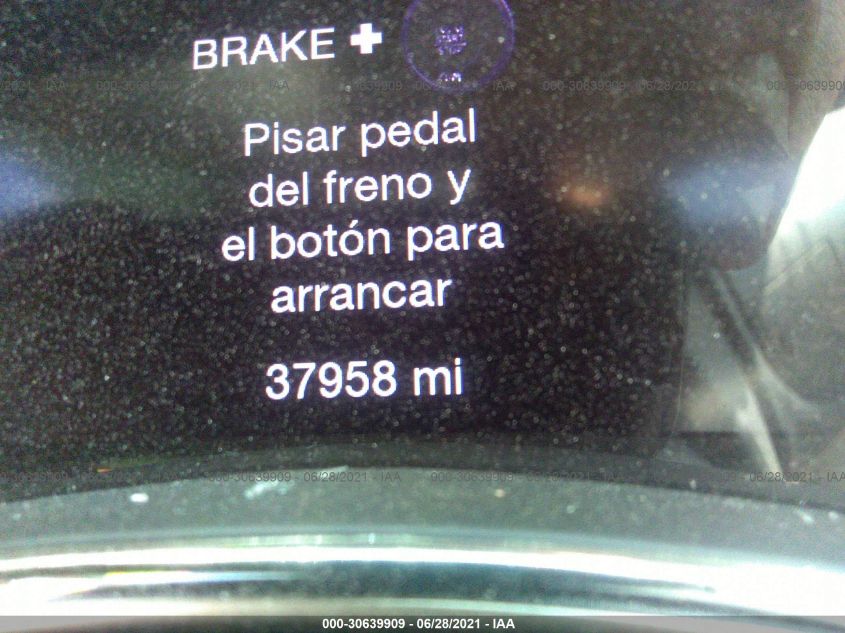 BRAKE ✚
Pisar pedal
del freno y
el botón para
arrancar
37958 mi
000-30639909 - 06/28/2021 - IAA